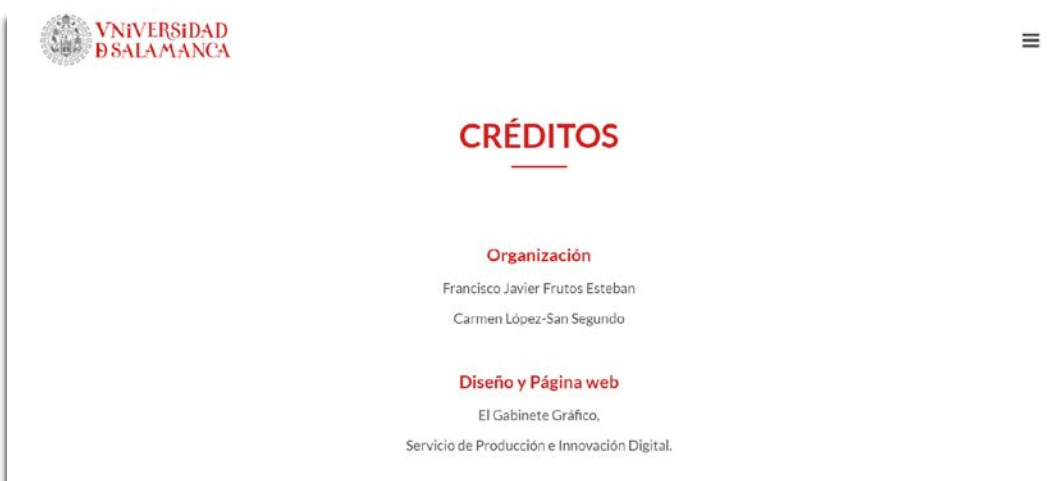 VNiVERSiDAD
D SALAMANCA
CRÉDITOS
Organización
Francisco Javier Frutos Esteban
Carmen López-San Segundo
Diseño y Página web
El Gabinete Gráfico,
Servicio de Producción e Innovación Digital.